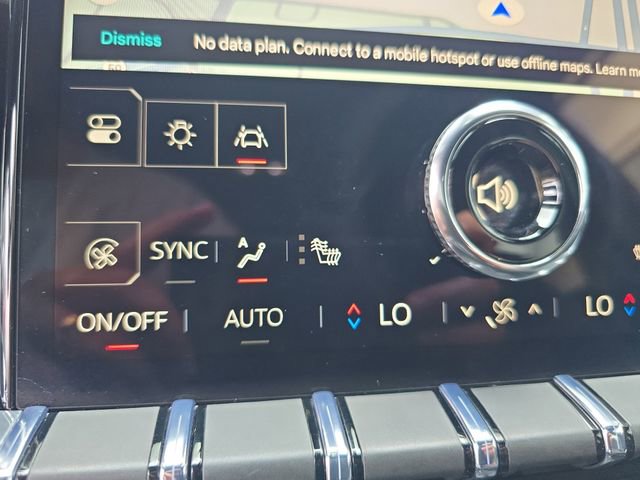 Dismiss No data plan. Connect to a mobile hotspot or use offline maps. Learn
SYNC A
ON/OFF AUTO LO LO